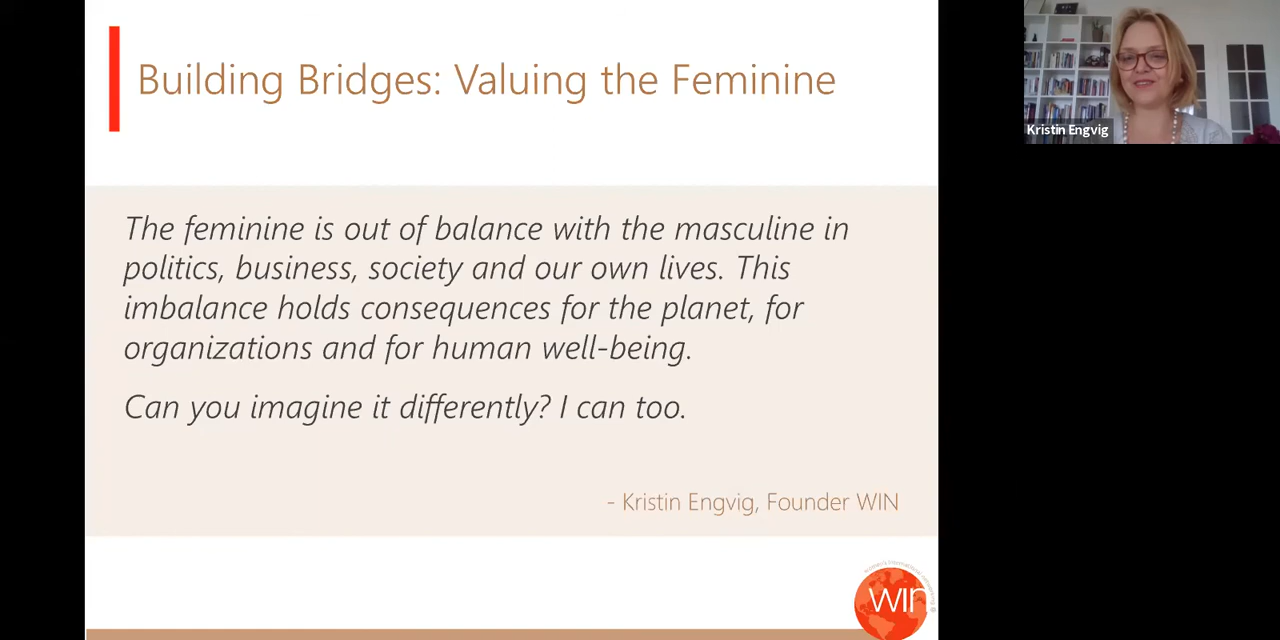 Building Bridges: Valuing the Feminine
Kristin Engvig
The feminine is out of balance with the masculine in
politics, business, society and our own lives. This
imbalance holds consequences for the planet, for
organizations and for human well-being.
Can you imagine it differently? I can too.
- Kristin Engvig, Founder WIN
win